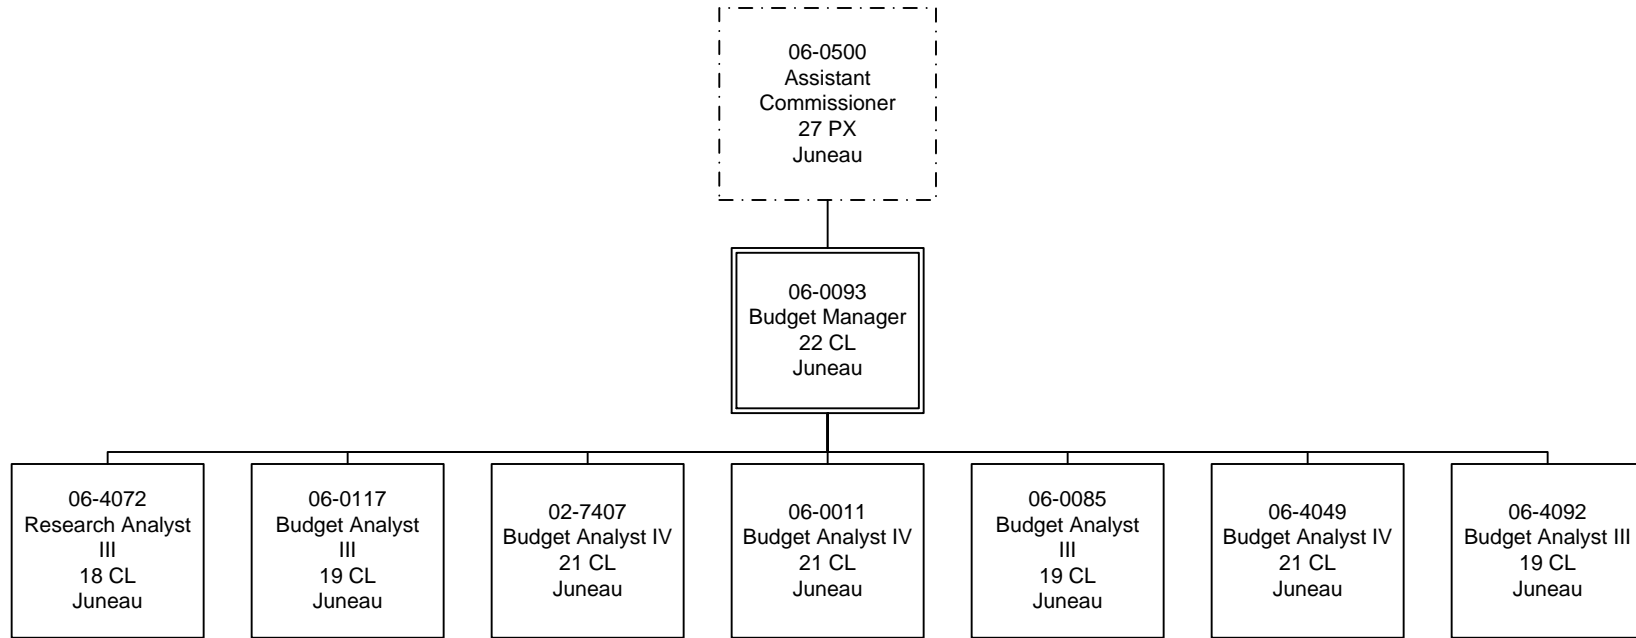 06-0500
Assistant
Commissioner
27 PX
Juneau
06-0093
Budget Manager
22 CL
Juneau
06-4072
Research Analyst
III
18 CL
Juneau
06-0117
Budget Analyst
III
19 CL
Juneau
02-7407
Budget Analyst IV
21 CL
Juneau
06-0011
Budget Analyst IV
21 CL
Juneau
06-0085
Budget Analyst
III
19 CL
Juneau
06-4049
Budget Analyst IV
21 CL
Juneau
06-4092
Budget Analyst III
19 CL
Juneau